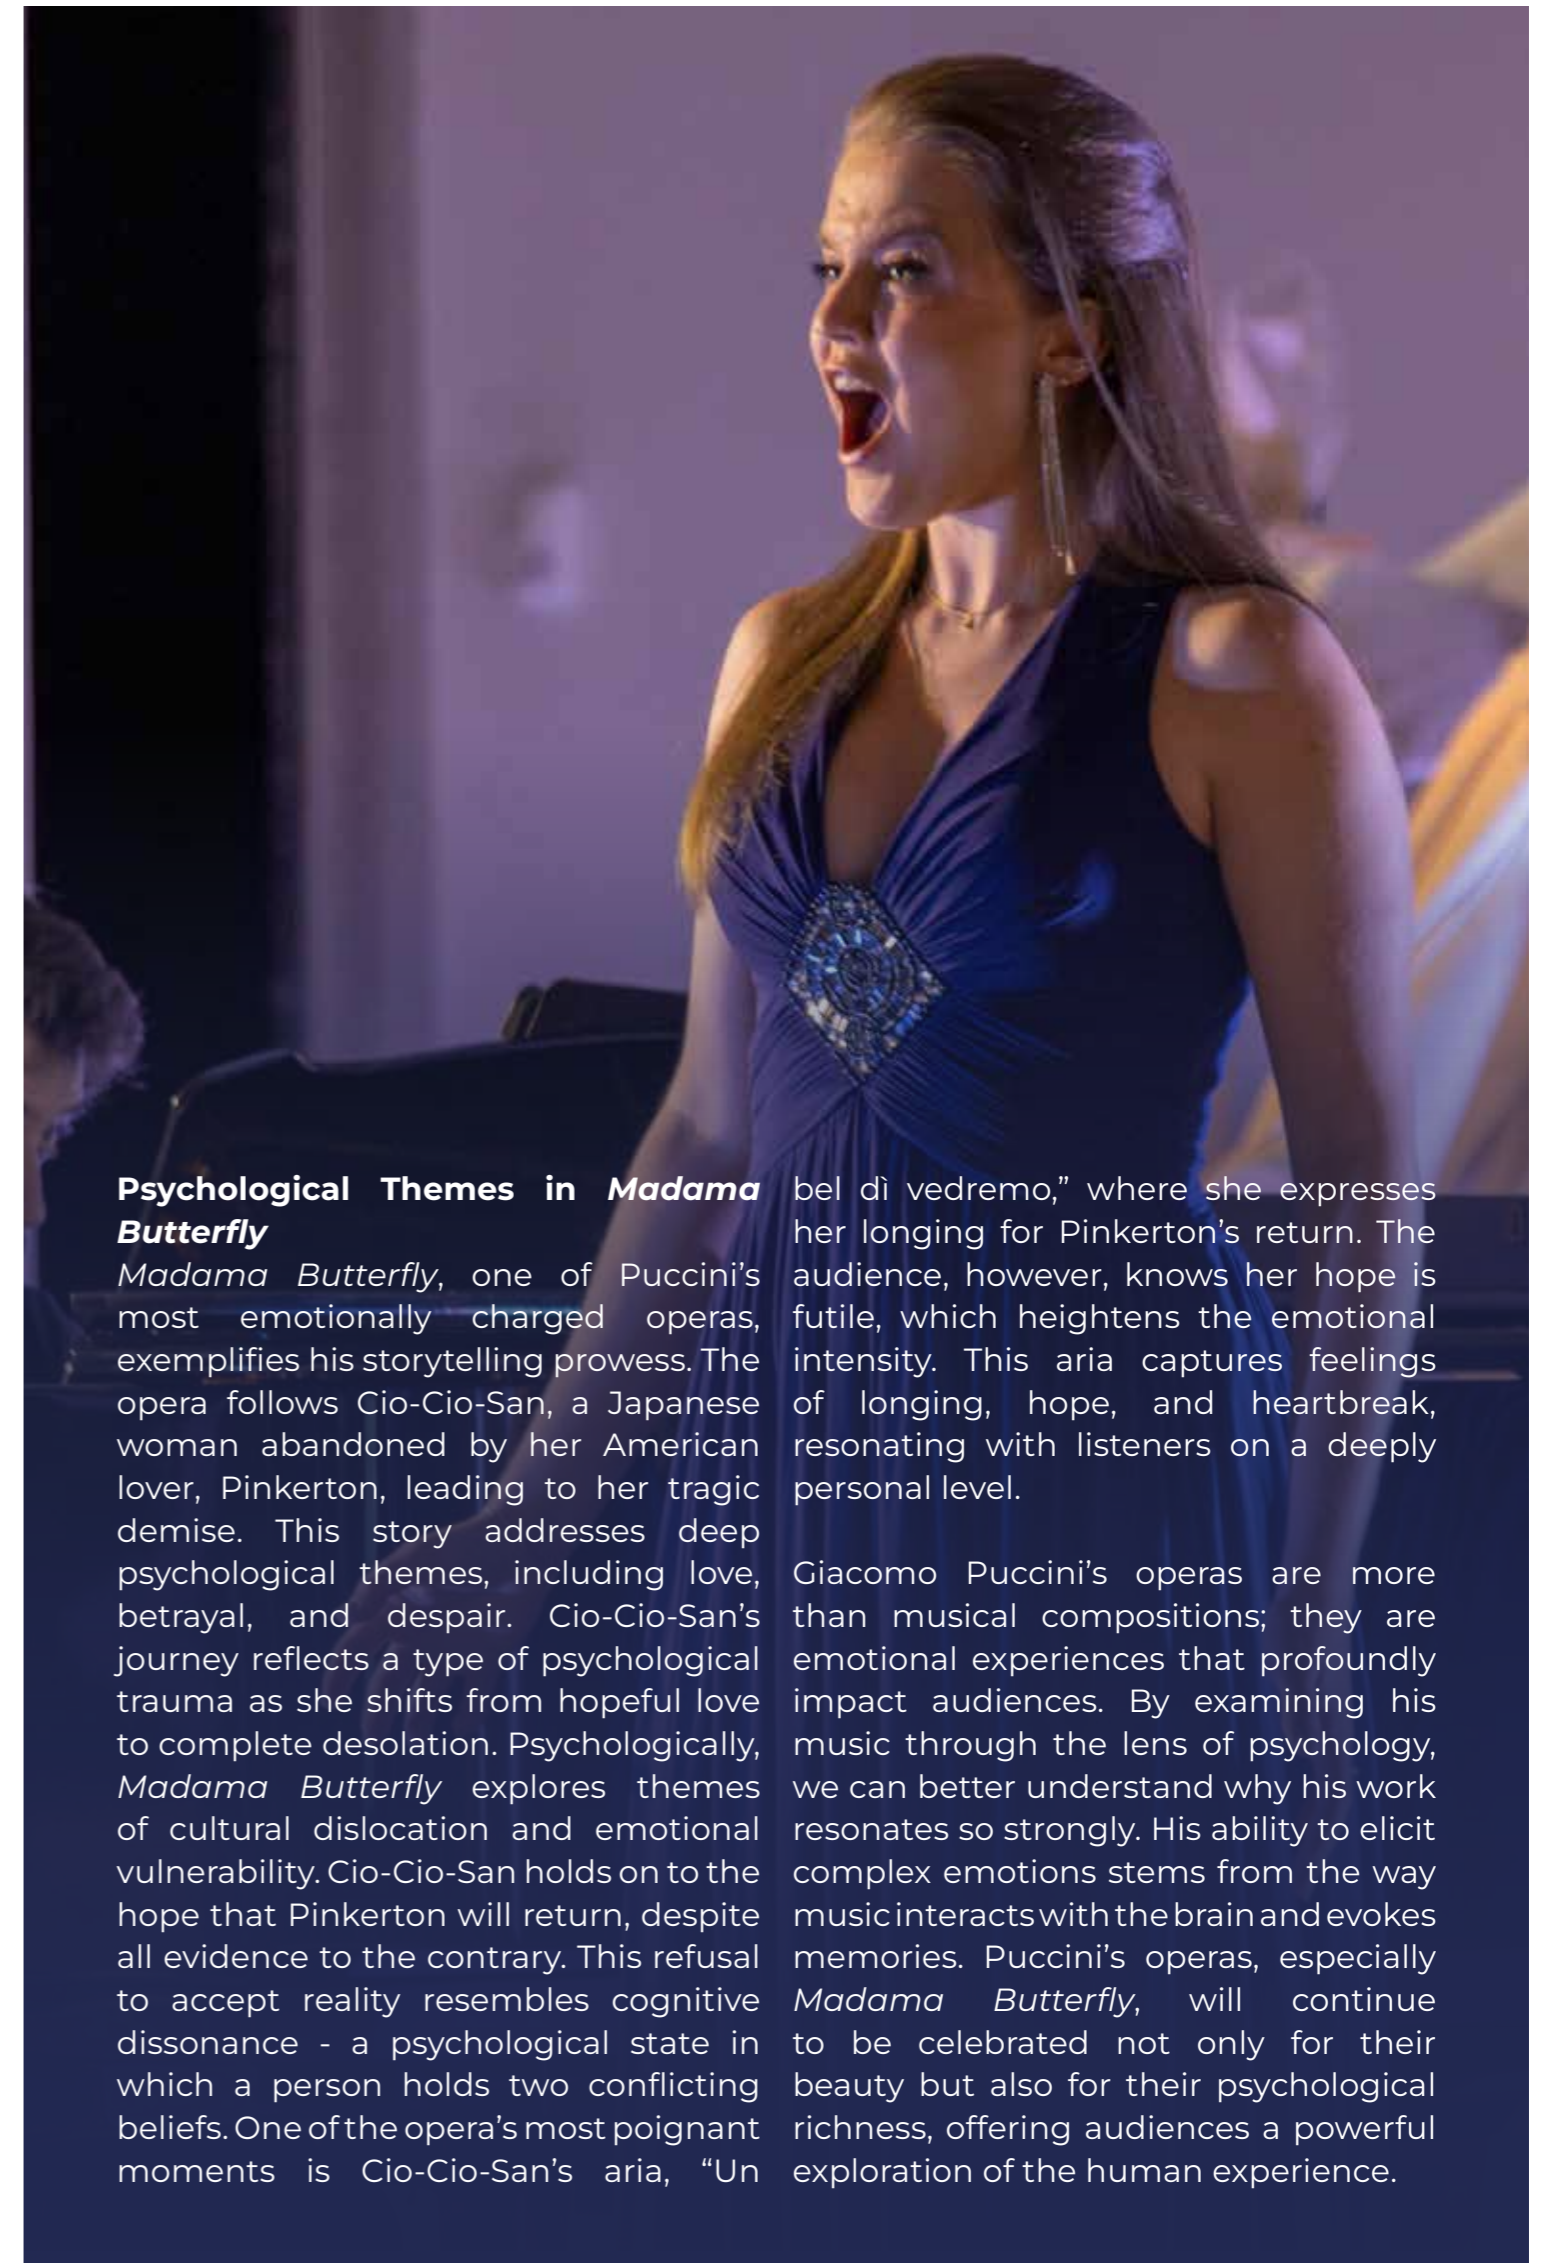 Psychological Themes in Madama
Butterfly
Madama Butterfly, one of Puccini's
most emotionally charged operas,
exemplifies his storytelling prowess. The
opera follows Cio-Cio-San, a Japanese
woman abandoned by her American
lover, Pinkerton, leading to her tragic
demise. This story addresses deep
psychological themes, including love,
betrayal, and despair. Cio-Cio-San's
journey reflects a type of psychological
trauma as she shifts from hopeful love
to complete desolation. Psychologically,
Madama Butterfly explores themes
of cultural dislocation and emotional
vulnerability. Cio-Cio-San holds on to the
hope that Pinkerton will return, despite
all evidence to the contrary. This refusal
to accept reality resembles cognitive
dissonance - a psychological state in
which a person holds two conflicting
beliefs. One of the opera's most poignant
moments is Cio-Cio-San's aria, “Un
bel dì vedremo,” where she expresses
her longing for Pinkerton's return. The
audience, however, knows her hope is
futile, which heightens the emotional
intensity. This aria captures feelings
of longing, hope, and heartbreak,
resonating with listeners on a deeply
personal level.
Giacomo Puccini's operas are more
than musical compositions; they are
emotional experiences that profoundly
impact audiences. By examining his
music through the lens of psychology,
we can better understand why his work
resonates so strongly. His ability to elicit
complex emotions stems from the way
music interacts with the brain and evokes
memories. Puccini's operas, especially
Madama Butterfly, will continue
to be celebrated not only for their
beauty but also for their psychological
richness, offering audiences a powerful
exploration of the human experience.